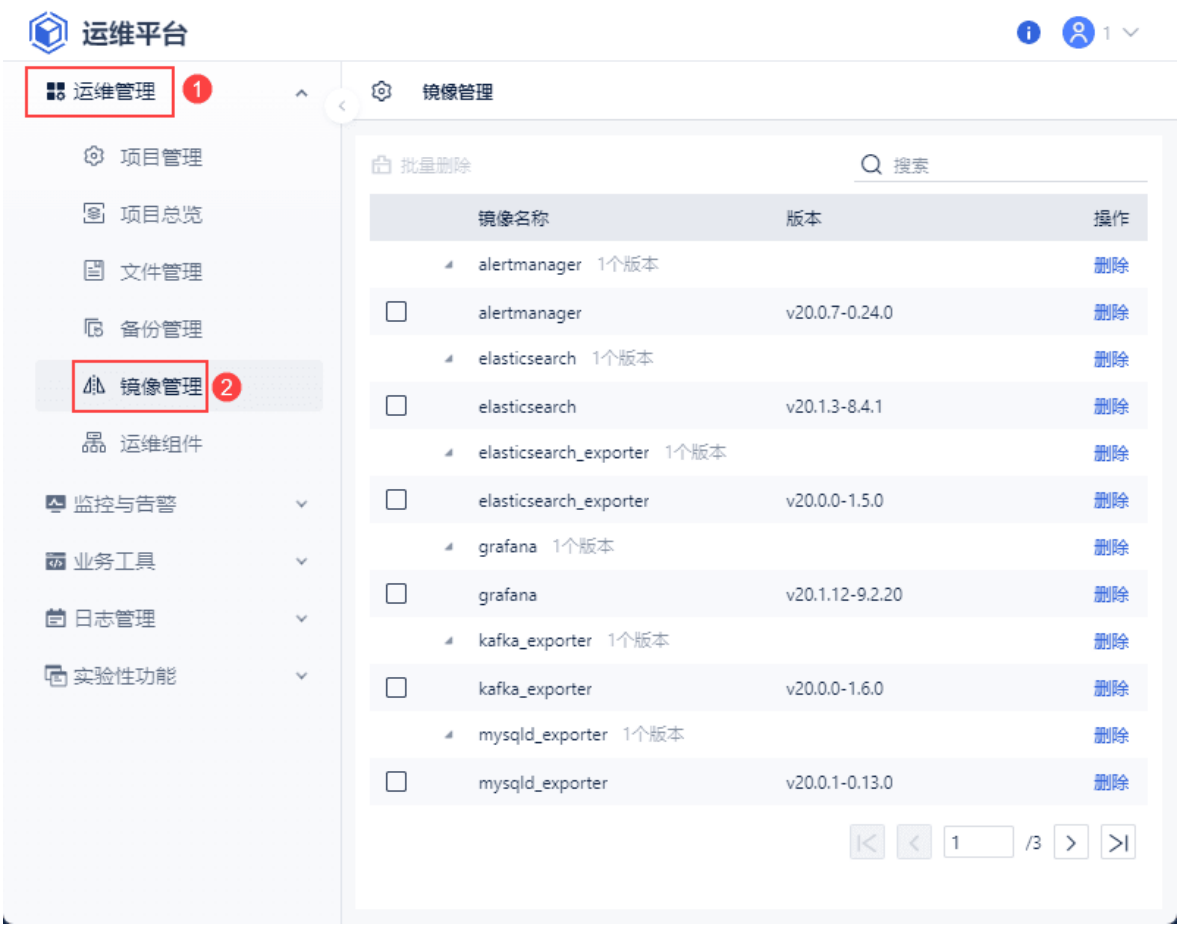 运维平台
1
运维管理 1
项目管理
项目总览
文件管理
备份管理
镜像管理 2
运维组件
监控与告警
业务工具
日志管理
实验性功能
镜像管理
批量删除 搜索
镜像名称 版本 操作
alertmanager 1个版本 删除
alertmanager v20.0.7-0.24.0 删除
elasticsearch 1个版本 删除
elasticsearch v20.1.3-8.4.1 删除
elasticsearch_exporter 1个版本 删除
elasticsearch_exporter v20.0.0-1.5.0 删除
grafana 1个版本 删除
grafana v20.1.12-9.2.20 删除
kafka_exporter 1个版本 删除
kafka_exporter v20.0.0-1.6.0 删除
mysqld_exporter 1个版本 删除
mysqld_exporter v20.0.1-0.13.0 删除
1 /3